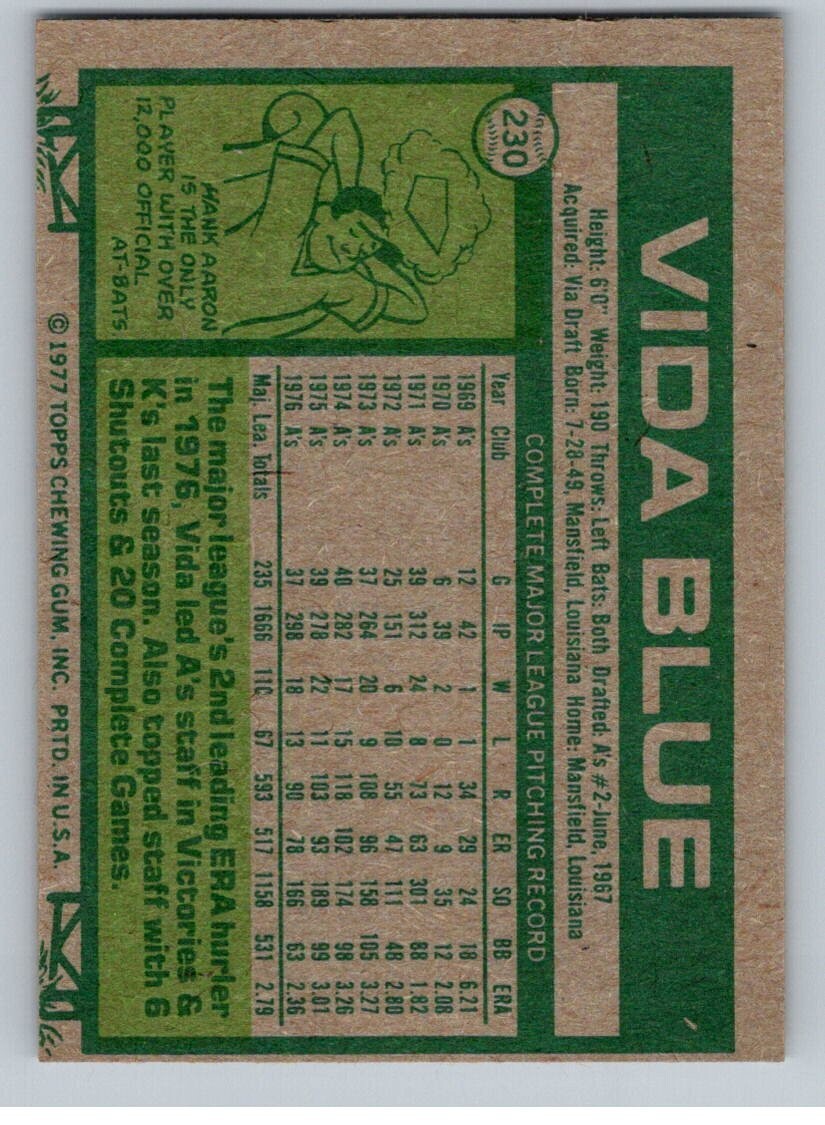 230
VIDA BLUE
Height: 6'0" Weight: 190 Throws: Left Bats: Both Drafted: A's #2-June, 1967
Acquired: Via Draft Born: 7-28-49, Mansfield, Louisiana Home: Mansfield, Louisiana
COMPLETE MAJOR LEAGUE PITCHING RECORD
Year Club G IP W L R ER SO BB ERA
1969 A's 12 42 1 1 34 29 24 18 6.21
1970 A's 6 39 2 0 12 9 35 12 2.08
1971 A's 39 312 24 8 73 63 301 88 1.82
1972 A's 25 151 6 10 55 47 111 48 2.80
1973 A's 37 264 20 9 108 96 158 105 3.27
1974 A's 40 282 17 15 118 102 174 98 3.26
1975 A's 39 278 22 11 103 93 189 99 3.01
1976 A's 37 298 18 13 90 78 166 63 2.36
Maj. Lea. Totals 235 1666 110 67 593 517 1158 531 2.79
HANK AARON
IS THE ONLY
PLAYER WITH OVER
12,000 OFFICIAL
AT-BATS
The major league's 2nd leading ERA hurler
in 1976, Vida led A's staff in Victories &
K's last season. Also topped staff with 6
Shutouts & 20 Complete Games.
© 1977 TOPPS CHEWING GUM, INC. PRTD. IN U.S.A.